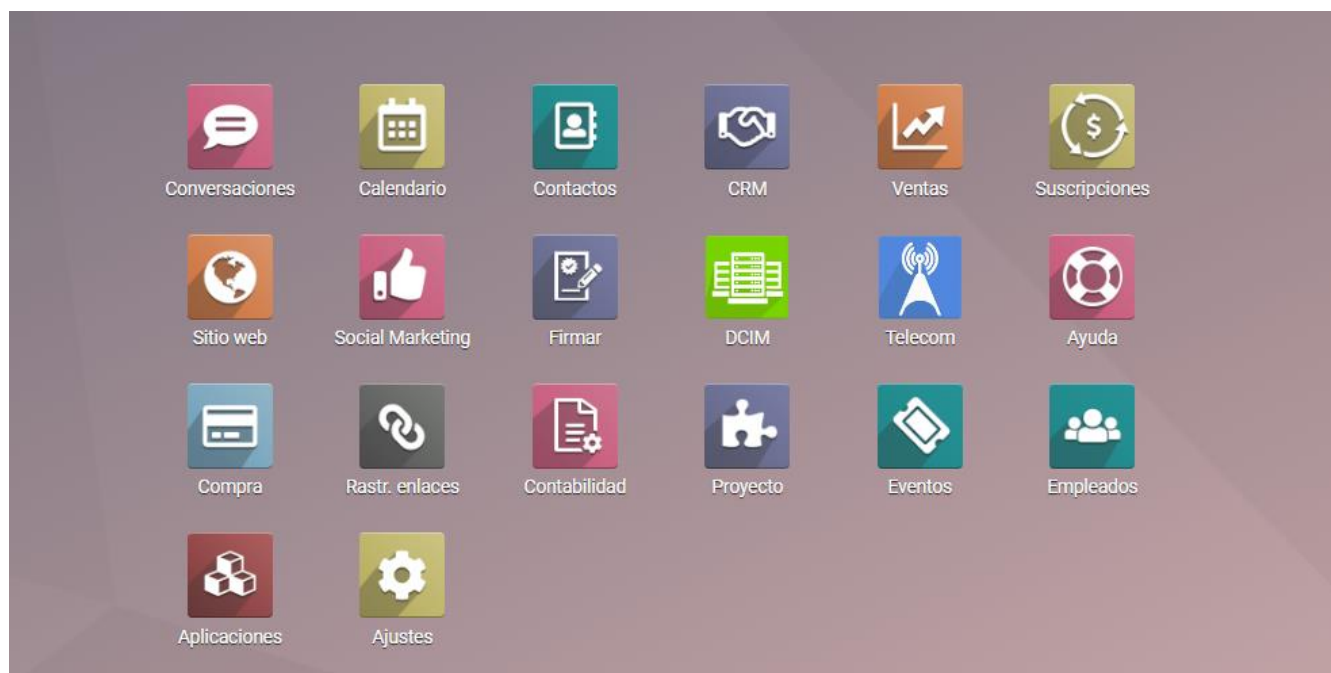 Conversaciones Calendario Contactos CRM Ventas Suscripciones
Sitio web Social Marketing Firmar DCIM Telecom Ayuda
Compra Rastr. enlaces Contabilidad Proyecto Eventos Empleados
Aplicaciones Ajustes